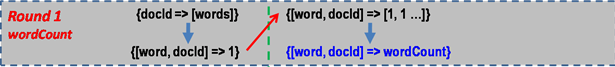 Round 1
wordCount
{docId => [words]}
{[word, docId] => 1}
{[word, docId] => [1, 1 ...]}
{[word, docId] => wordCount}